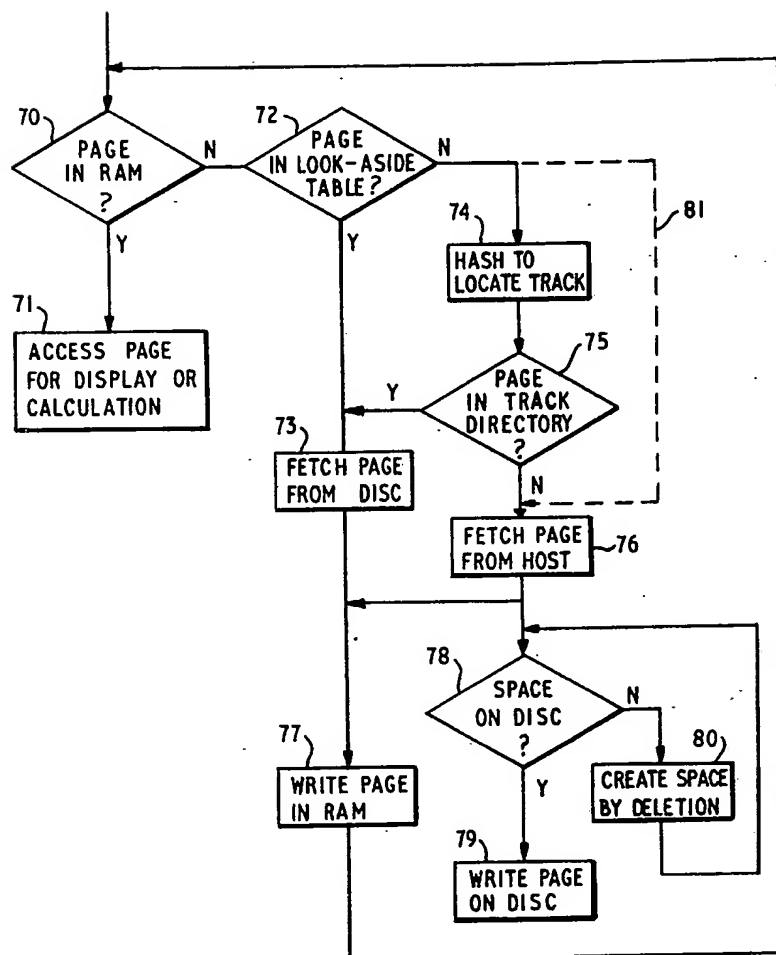 70
PAGE
IN RAM
?
N
Y
72
PAGE
IN LOOK-ASIDE
TABLE?
N
Y
81
74
HASH TO
LOCATE TRACK
71
ACCESS PAGE
FOR DISPLAY OR
CALCULATION
75
PAGE
IN TRACK
DIRECTORY
?
Y
N
73
FETCH PAGE
FROM DISC
FETCH PAGE
FROM HOST
76
78
SPACE
ON DISC
?
N
Y
77
WRITE PAGE
IN RAM
80
CREATE SPACE
BY DELETION
79
WRITE PAGE
ON DISC